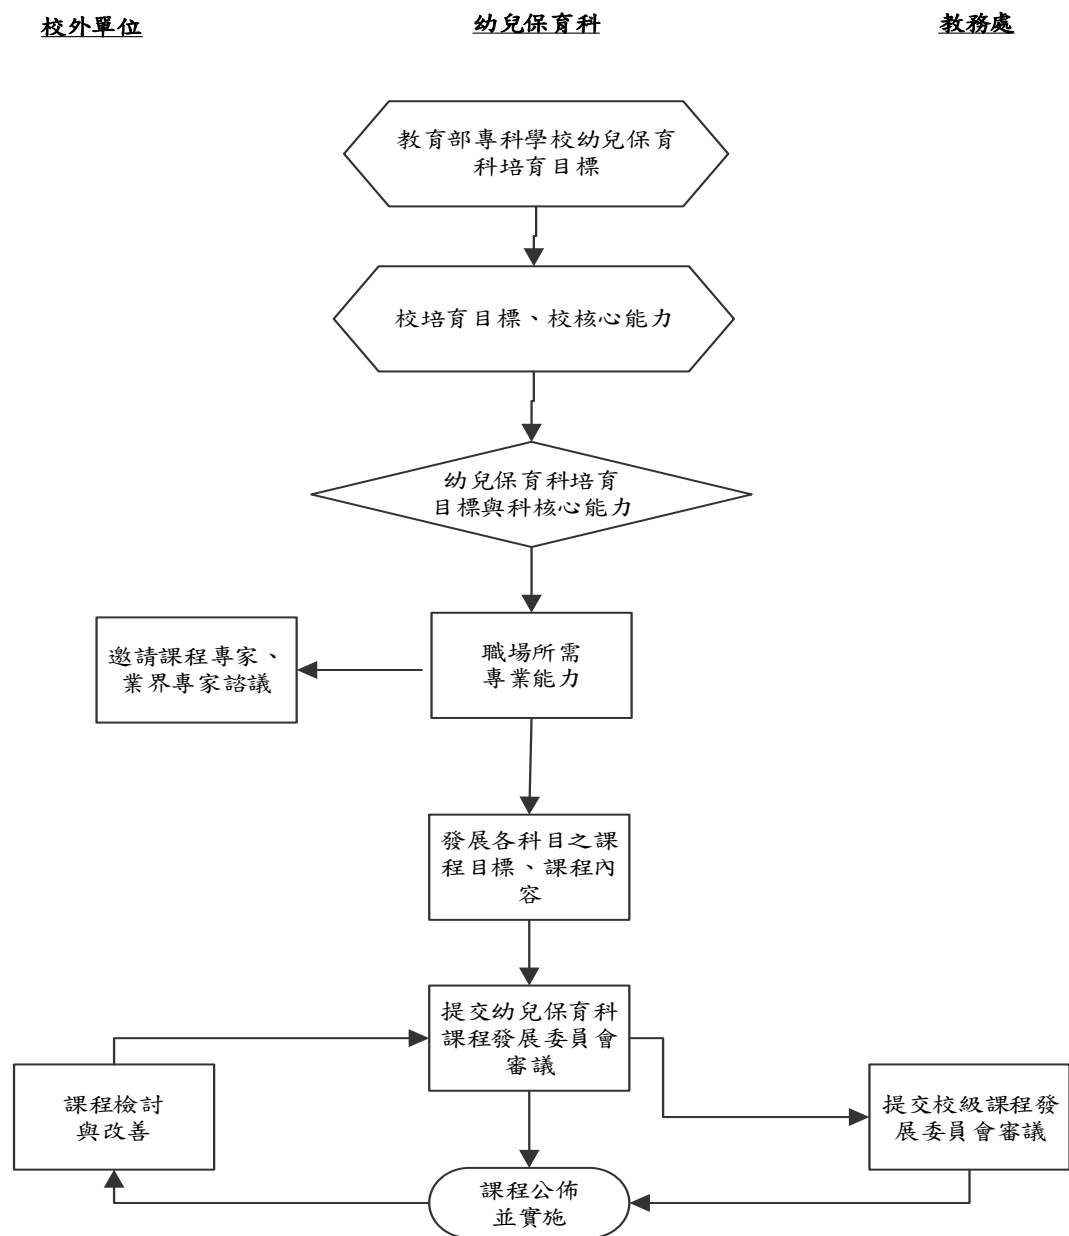 校外單位
幼兒保育科
教務處
教育部專科學校幼兒保育
科培育目標
校培育目標、校核心能力
幼兒保育科培育
目標與科核心能力
邀請課程專家、
業界專家諮議
職場所需
專業能力
發展各科目之課
程目標、課程內
容
提交幼兒保育科
課程發展委員會
審議
課程檢討
與改善
提交校級課程發
展委員會審議
課程公佈
並實施